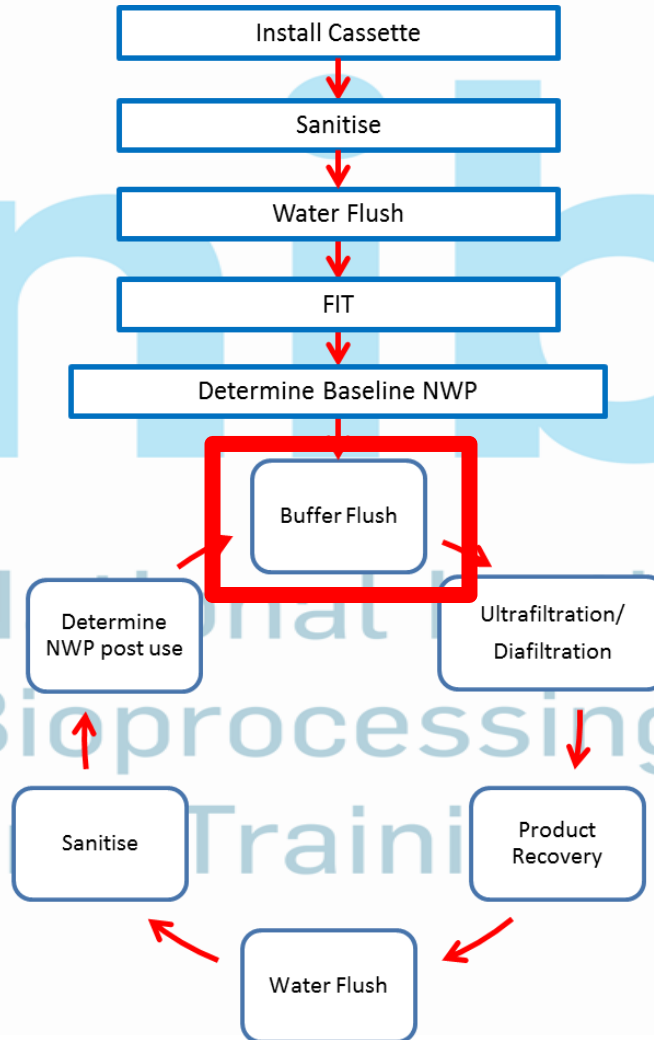 Install Cassette
Sanitise
Water Flush
FIT
Determine Baseline NWP
Buffer Flush
Ultrafiltration/
Diafiltration
Product
Recovery
Water Flush
Sanitise
Determine
NWP post use